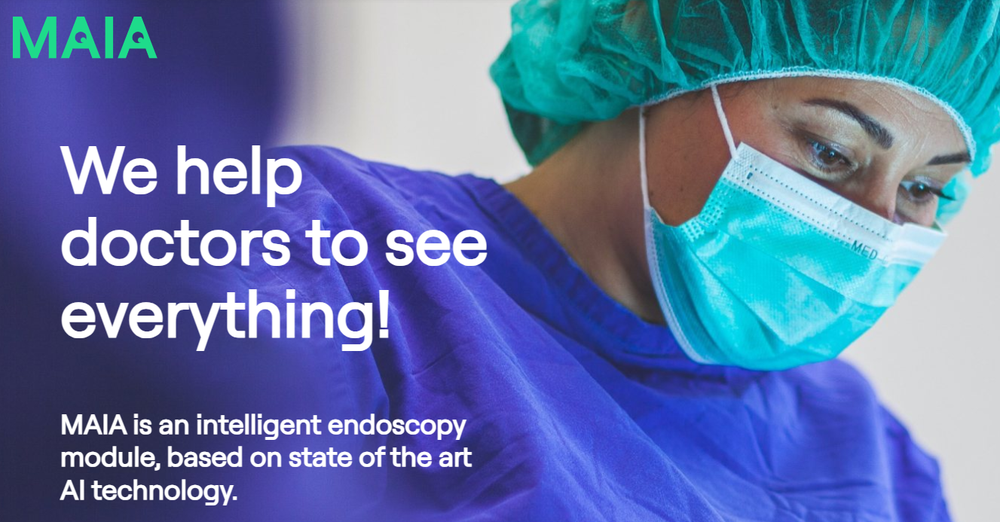 MAIA
We help
doctors to see
everything!
MED
MAIA is an intelligent endoscopy
module, based on state of the art
AI technology.